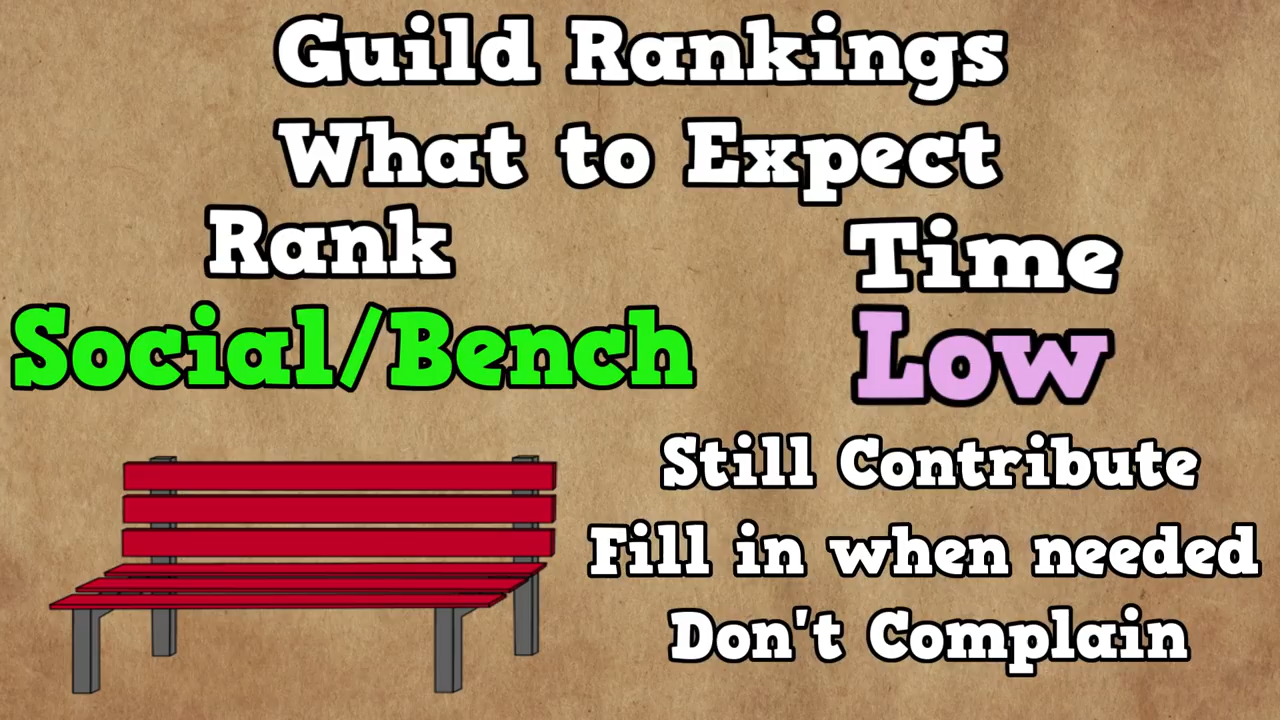 Guild Rankings
What to Expect
Rank
Time
Social/Bench
Low
Still Contribute
Fill in when needed
Don't Complain